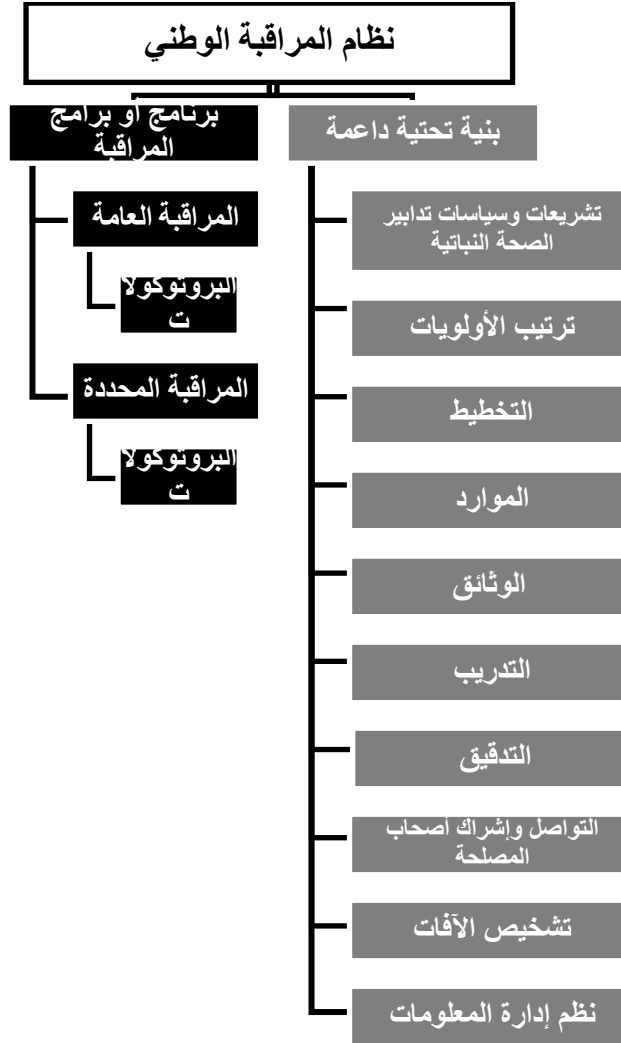 نظام المراقبة الوطني
بنية تحتية داعمة
تشريعات وسياسات تدابير
الصحة النباتية
ترتيب الأولويات
التخطيط
الموارد
الوثائق
التدريب
التدقيق
التواصل وإشراك أصحاب
المصلحة
تشخيص الآفات
نظم إدارة المعلومات
برنامج أو برامج
المراقبة
المراقبة العامة
البروتوكولا
ت
المراقبة المحددة
البروتوكولا
ت